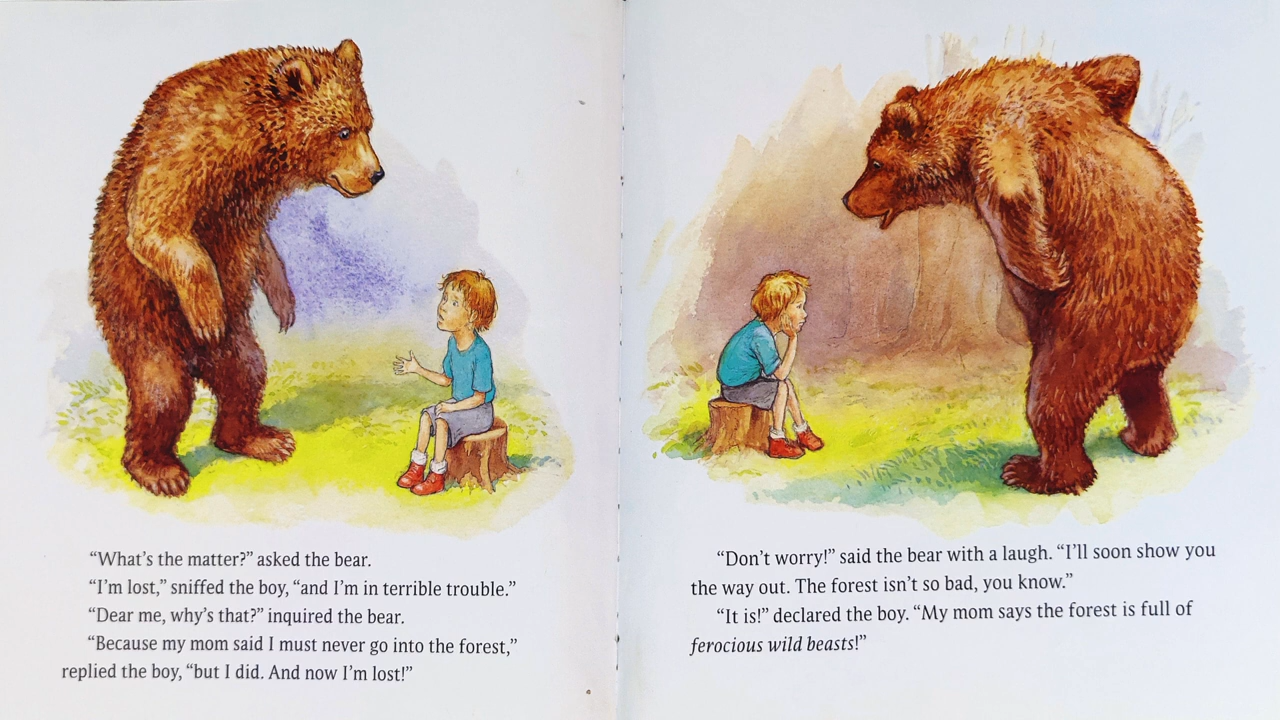 “What’s the matter?” asked the bear.
“I’m lost,” sniffed the boy, “and I’m in terrible trouble.”
“Dear me, why’s that?” inquired the bear.
“Because my mom said I must never go into the forest,”
replied the boy, “but I did. And now I’m lost!”
“Don’t worry!” said the bear with a laugh. “I’ll soon show you
the way out. The forest isn’t so bad, you know.”
“It is!” declared the boy. “My mom says the forest is full of
ferocious wild beasts!”